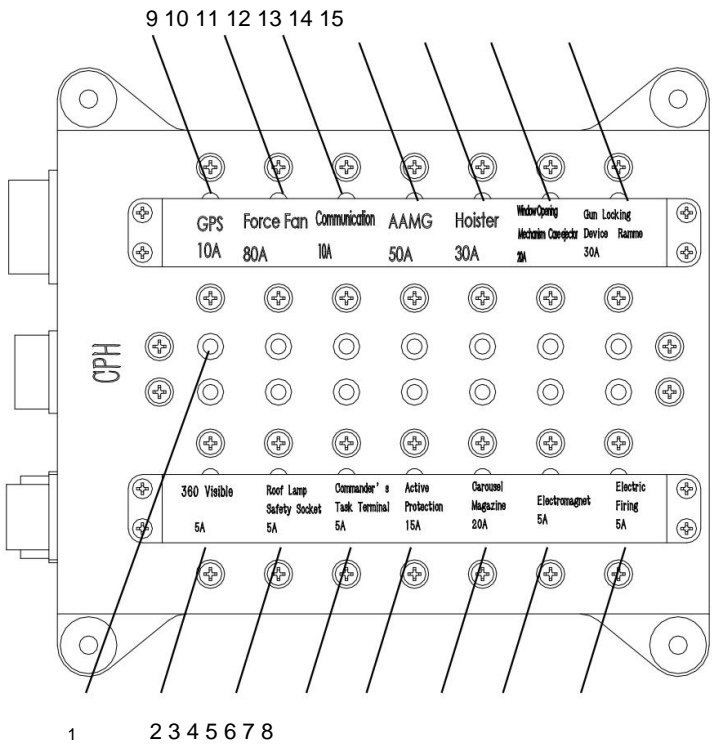 9 10 11 12 13 14 15
GPS
10A
Force Fan
80A
Communication
10A
AAMG
50A
Hoister
30A
Window Opening
Mechanism Case ejector
20A
Gun Locking
Device Ramme
30A
CPH
360 Visible
5A
Roof Lamp
Safety Socket
5A
Commander's
Task Terminal
5A
Active
Protection
15A
Carousel
Magazine
20A
Electromagnet
5A
Electric
Firing
5A
1 2 3 4 5 6 7 8